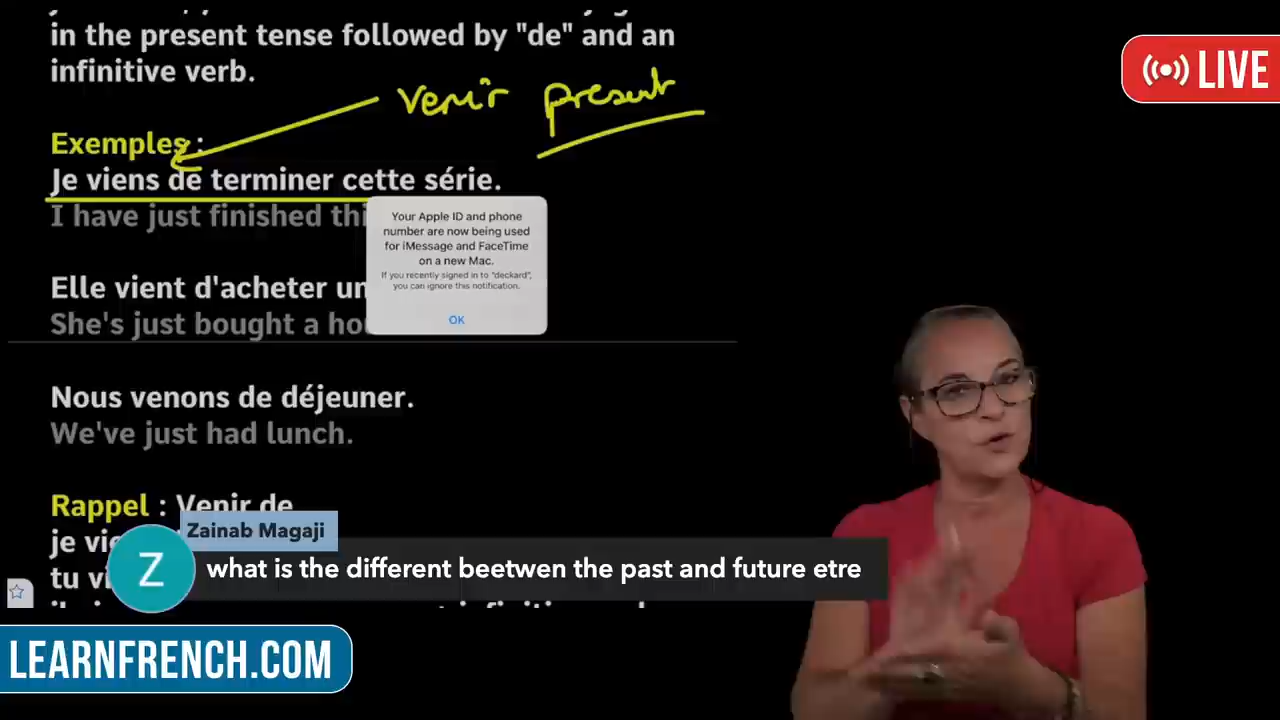 in the present tense followed by "de" and an
infinitive verb.
venir present
Exemples :
Je viens de terminer cette série.
I have just finished thi
Your Apple ID and phone
number are now being used
for iMessage and FaceTime
on a new Mac.
If you recently signed in to "deckard",
you can ignore this notification.
OK
Elle vient d'acheter un
She's just bought a ho
Nous venons de déjeuner.
We've just had lunch.
Rappel : Venir de
je vie
tu vi
Zainab Magaji
Z
what is the different beetwen the past and future etre
LEARNFRENCH.COM
LIVE